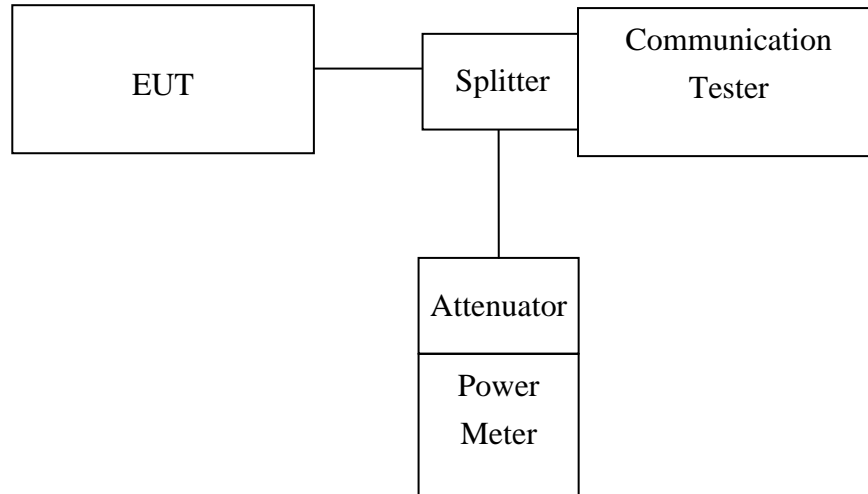 EUT
Splitter
Communication
Tester
Attenuator
Power
Meter